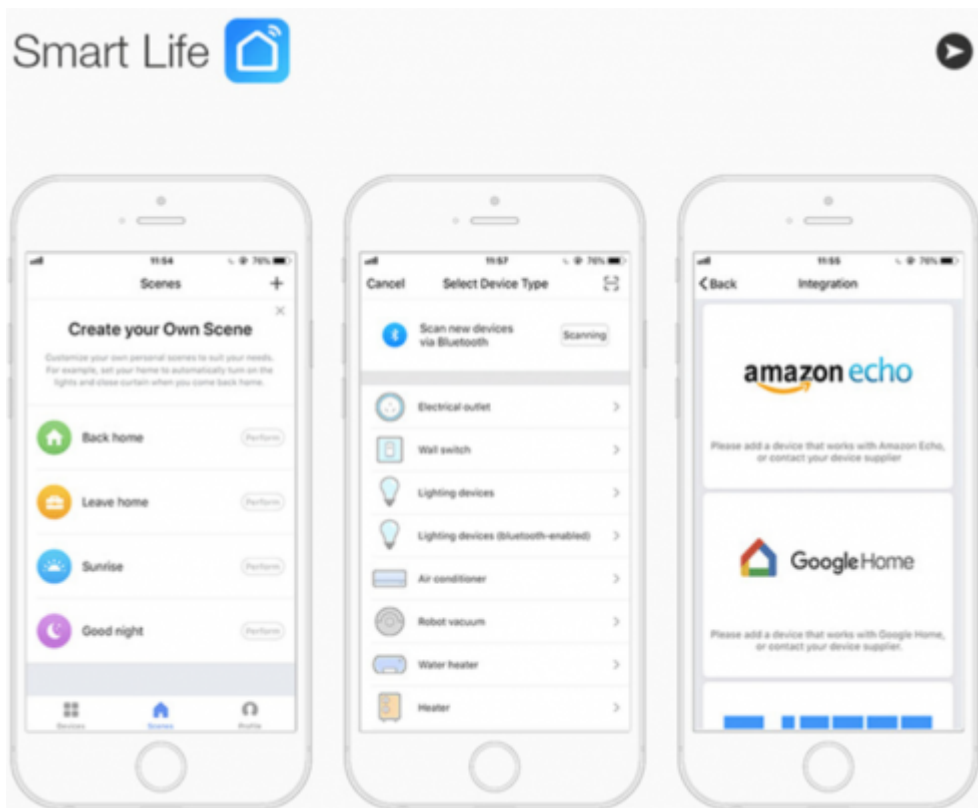 Smart Life
11:54
76%
Scenes
+
Create your Own Scene
Customize your own personal scenes to suit your needs.
For example, set your home to automatically turn on the
lights and close curtain when you come back home.
Back home
Perform
Leave home
Perform
Sunrise
Perform
Good night
Perform
Devices
Scenes
Profile
11:57
76%
Cancel
Select Device Type
Scan new devices
via Bluetooth
Scanning
Electrical outlet
Wall switch
Lighting devices
Lighting devices (bluetooth-enabled)
Air conditioner
Robot vacuum
Water heater
Heater
11:55
76%
Back
Integration
amazon echo
Please add a device that works with Amazon Echo,
or contact your device supplier
Google Home
Please add a device that works with Google Home,
or contact your device supplier.